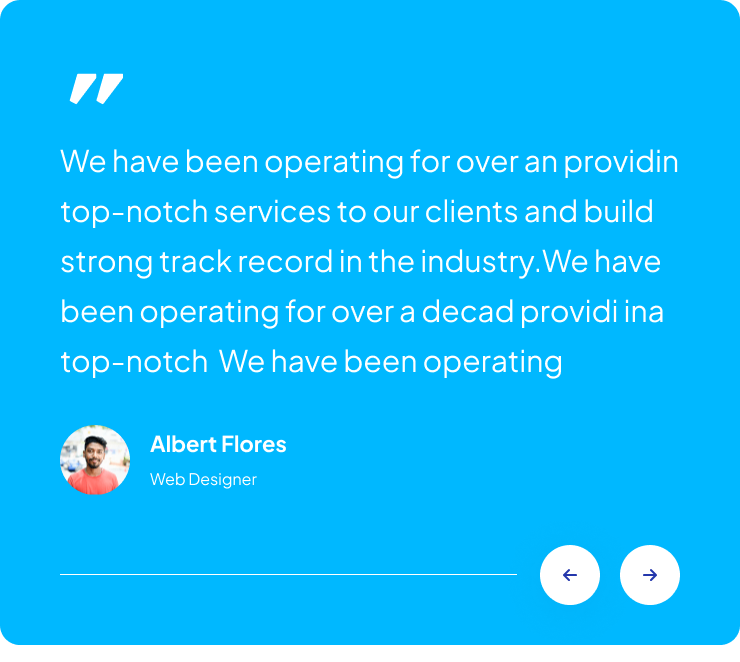 "
We have been operating for over an providin
top-notch services to our clients and build
strong track record in the industry.We have
been operating for over a decad providi ina
top-notch  We have been operating
Albert Flores
Web Designer